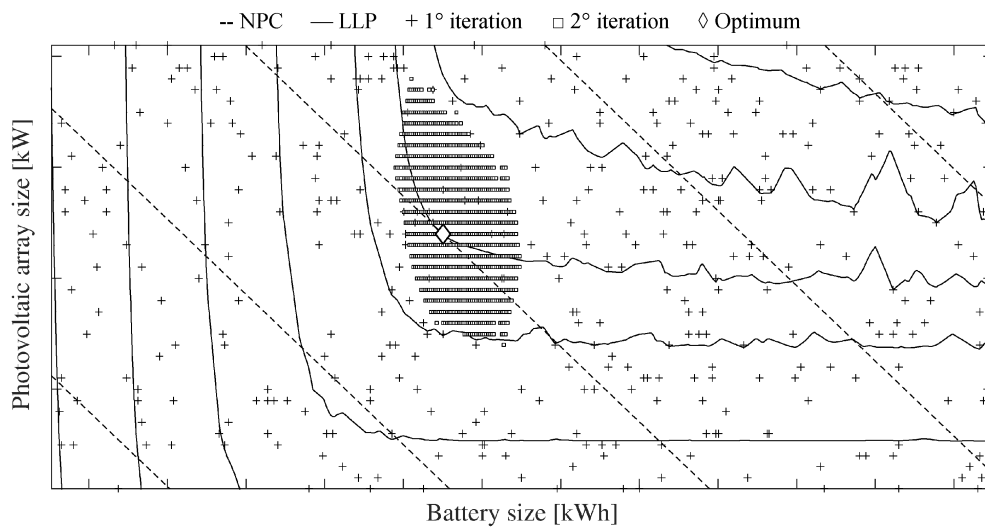 -- NPC — LLP + 1° iteration □ 2° iteration ◊ Optimum
Photovoltaic array size [kW]
Battery size [kWh]